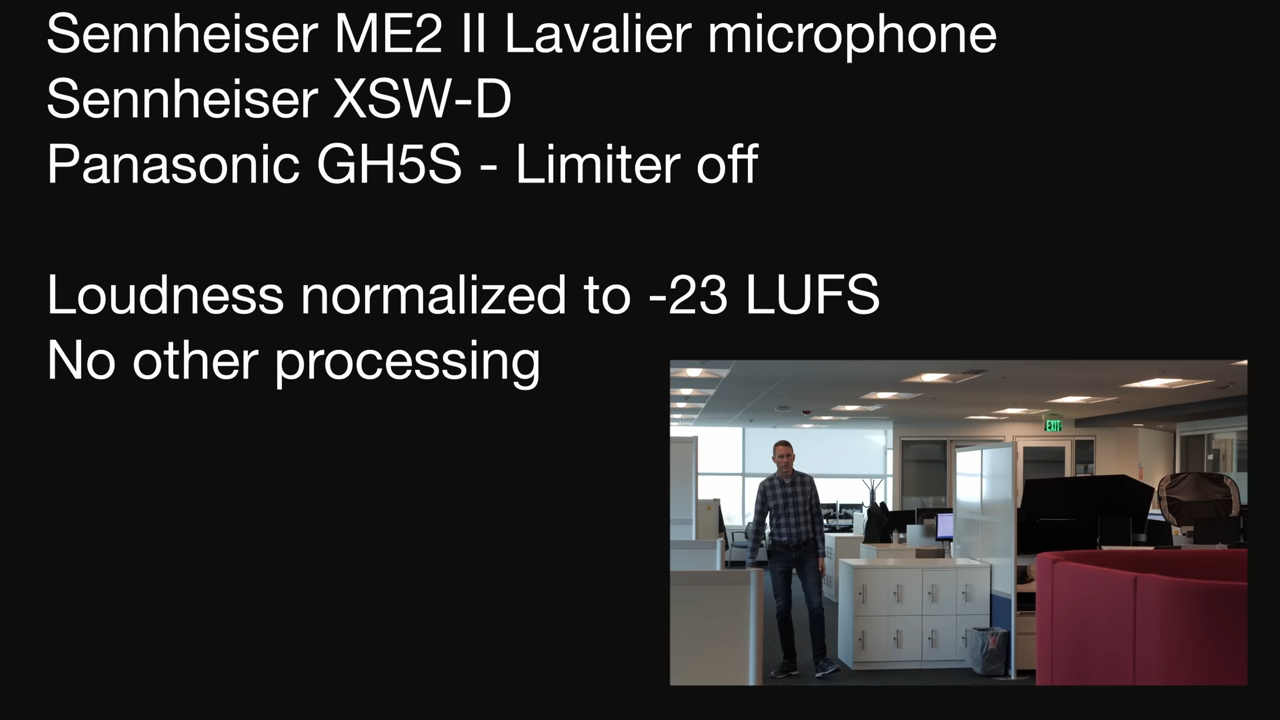 Sennheiser ME2 II Lavalier microphone
Sennheiser XSW-D
Panasonic GH5S - Limiter off
Loudness normalized to -23 LUFS
No other processing
EXIT